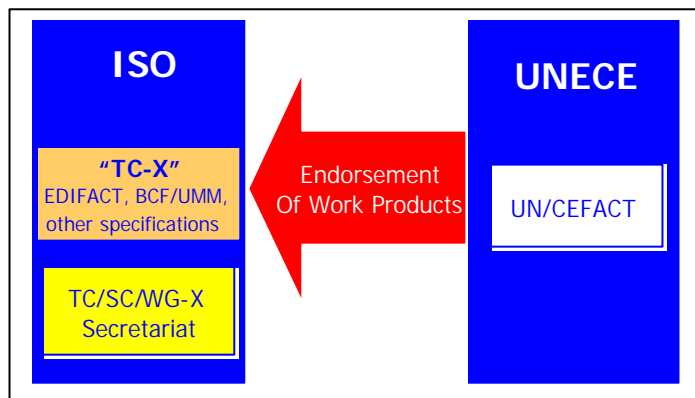 ISO
"TC-X"
EDIFACT, BCF/UMM,
other specifications
TC/SC/WG-X
Secretariat
Endorsement
Of Work Products
UNECE
UN/CEFACT